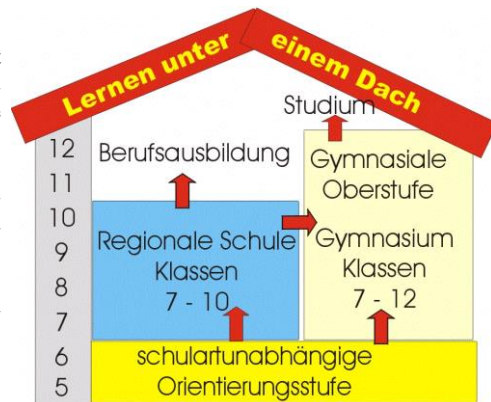 Lernen unter einem Dach
Studium
12
11
10
9
8
7
6
5
Berufsausbildung
Gymnasiale
Oberstufe
Regionale Schule
Klassen
7 - 10
Gymnasium
Klassen
7 - 12
schulartunabhängige
Orientierungsstufe